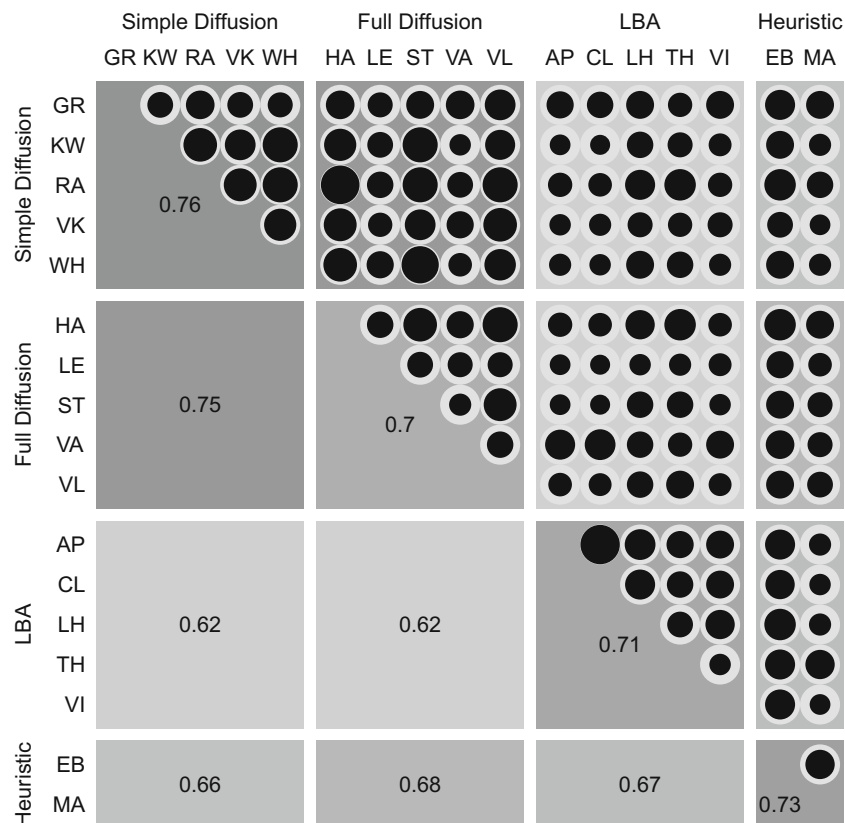 Simple Diffusion Full Diffusion LBA Heuristic
GR KW RA VK WH HA LE ST VA VL AP CL LH TH VI EB MA
Simple Diffusion
GR
KW
RA
0.76
VK
WH
Full Diffusion
HA
LE
ST
0.75
0.7
VA
VL
LBA
AP
CL
LH
0.62
0.62
0.71
TH
VI
Heuristic
EB
0.66
0.68
0.67
MA
0.73